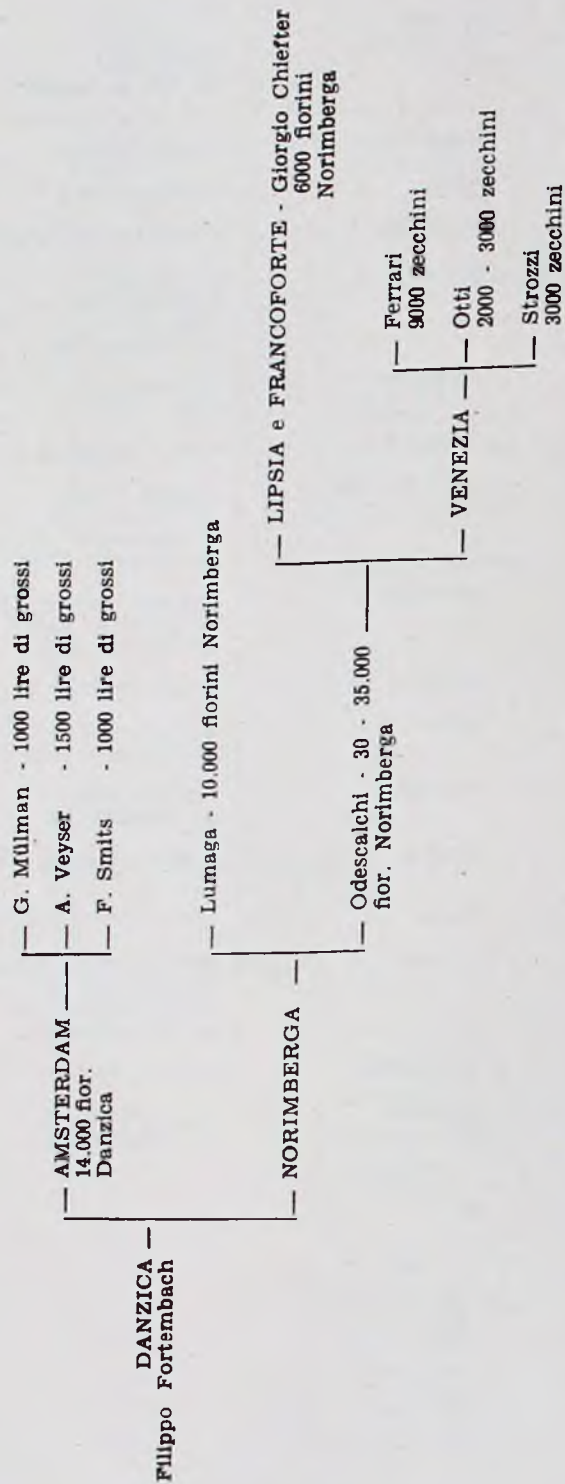 DANZICA
Filippo Fortembach
AMSTERDAM
14.000 fior.
Danzica
G. Mülman - 1000 lire di grossi
A. Veyser - 1500 lire di grossi
F. Smits - 1000 lire di grossi
NORIMBERGA
Lumaga - 10.000 fiorini Norimberga
Odescalchi - 30 - 35.000
fior. Norimberga
LIPSIA e FRANCOFORTE - Giorgio Chiefter
6000 fiorini
Norimberga
VENEZIA
Ferrari
9000 zecchini
Otti
2000 - 3000 zecchini
Strozzi
3000 zecchini